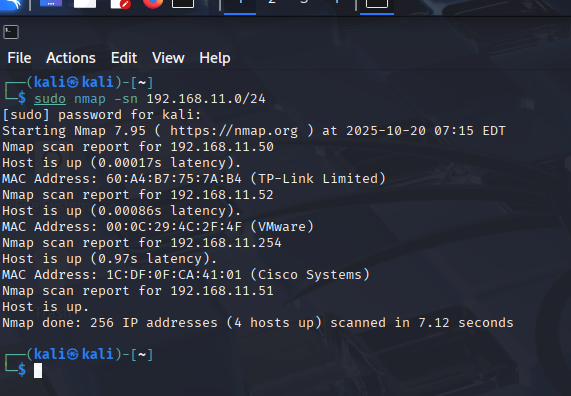 File Actions Edit View Help
┌──(kali㉿kali)-[~]
└─$ sudo nmap -sn 192.168.11.0/24
[sudo] password for kali:
Starting Nmap 7.95 ( https://nmap.org ) at 2025-10-20 07:15 EDT
Nmap scan report for 192.168.11.50
Host is up (0.00017s latency).
MAC Address: 60:A4:B7:75:7A:B4 (TP-Link Limited)
Nmap scan report for 192.168.11.52
Host is up (0.00086s latency).
MAC Address: 00:0C:29:4C:2F:4F (VMware)
Nmap scan report for 192.168.11.254
Host is up (0.97s latency).
MAC Address: 1C:DF:0F:CA:41:01 (Cisco Systems)
Nmap scan report for 192.168.11.51
Host is up.
Nmap done: 256 IP addresses (4 hosts up) scanned in 7.12 seconds
┌──(kali㉿kali)-[~]
└─$